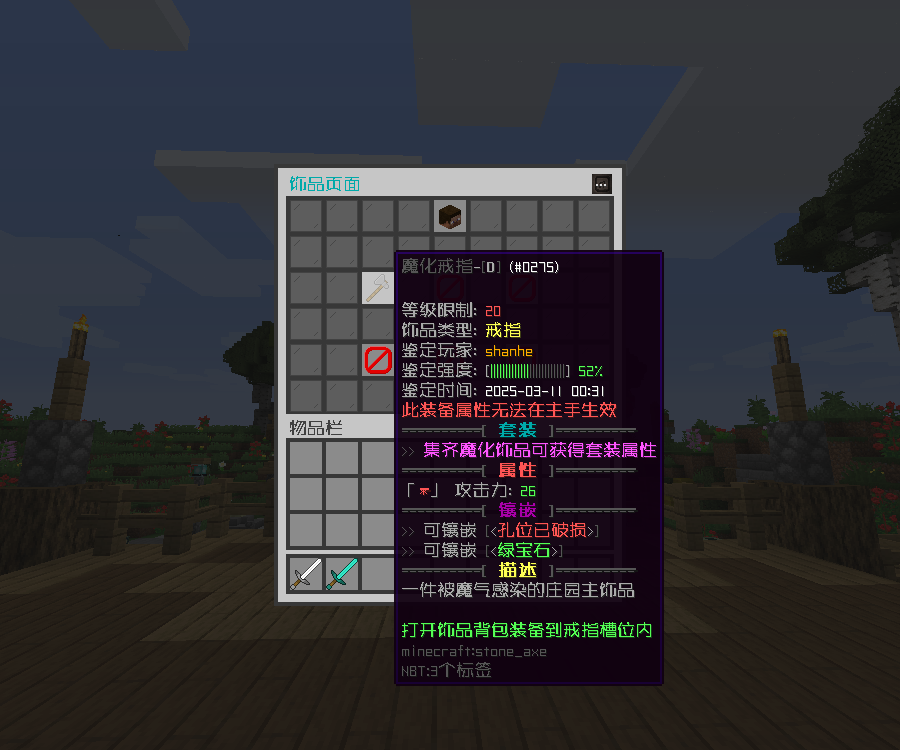 饰品页面
魔化戒指-[D] (#0275)
等级限制: 20
饰品类型: 戒指
鉴定玩家: shanhe
鉴定强度: [||||||||||||||||||||||||||||||] 52%
鉴定时间: 2025-03-11 00:31
此装备属性无法在主手生效
═════════[ 套装 ]═════════
>> 集齐魔化饰品可获得套装属性
═════════[ 属性 ]═════════
「 」 攻击力: 26
═════════[ 镶嵌 ]═════════
>> 可镶嵌 [<孔位已破损>]
>> 可镶嵌 [<绿宝石>]
═════════[ 描述 ]═════════
一件被魔气感染的庄园主饰品
打开饰品背包装备到戒指槽位内
minecraft:stone_axe
NBT:3个标签
物品栏